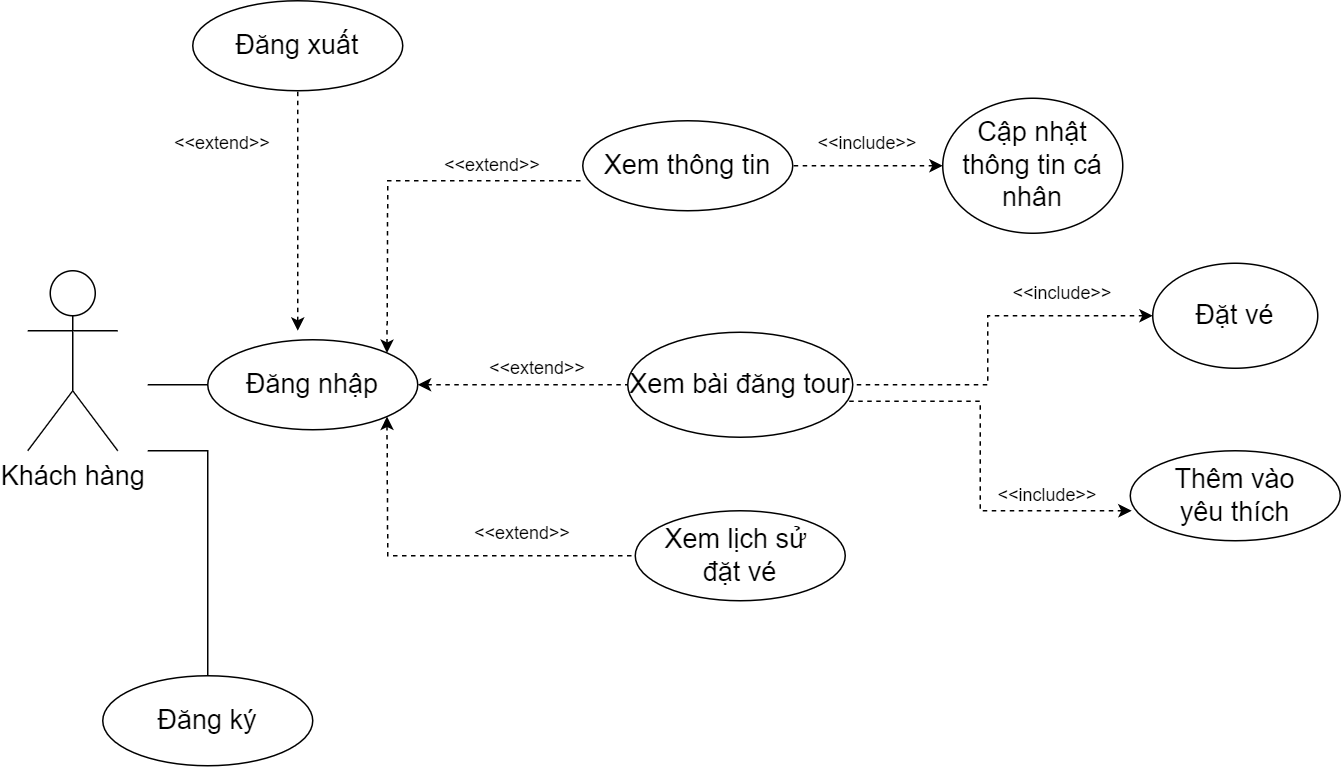 Đăng xuất
<<extend>>
<<extend>>
Xem thông tin
<<include>>
Cập nhật
thông tin cá
nhân
<<include>>
Đặt vé
Đăng nhập
<<extend>>
Xem bài đăng tour
Khách hàng
<<include>>
Thêm vào
yêu thích
<<extend>>
Xem lịch sử
đặt vé
Đăng ký